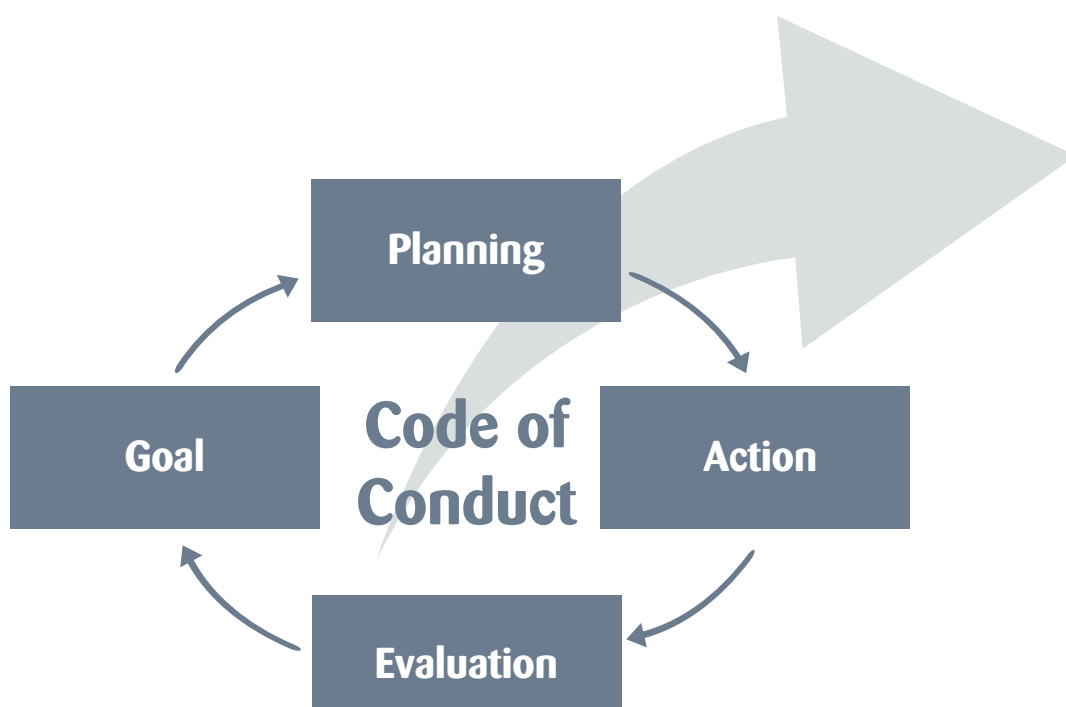 Planning
Goal
Code of
Conduct
Action
Evaluation